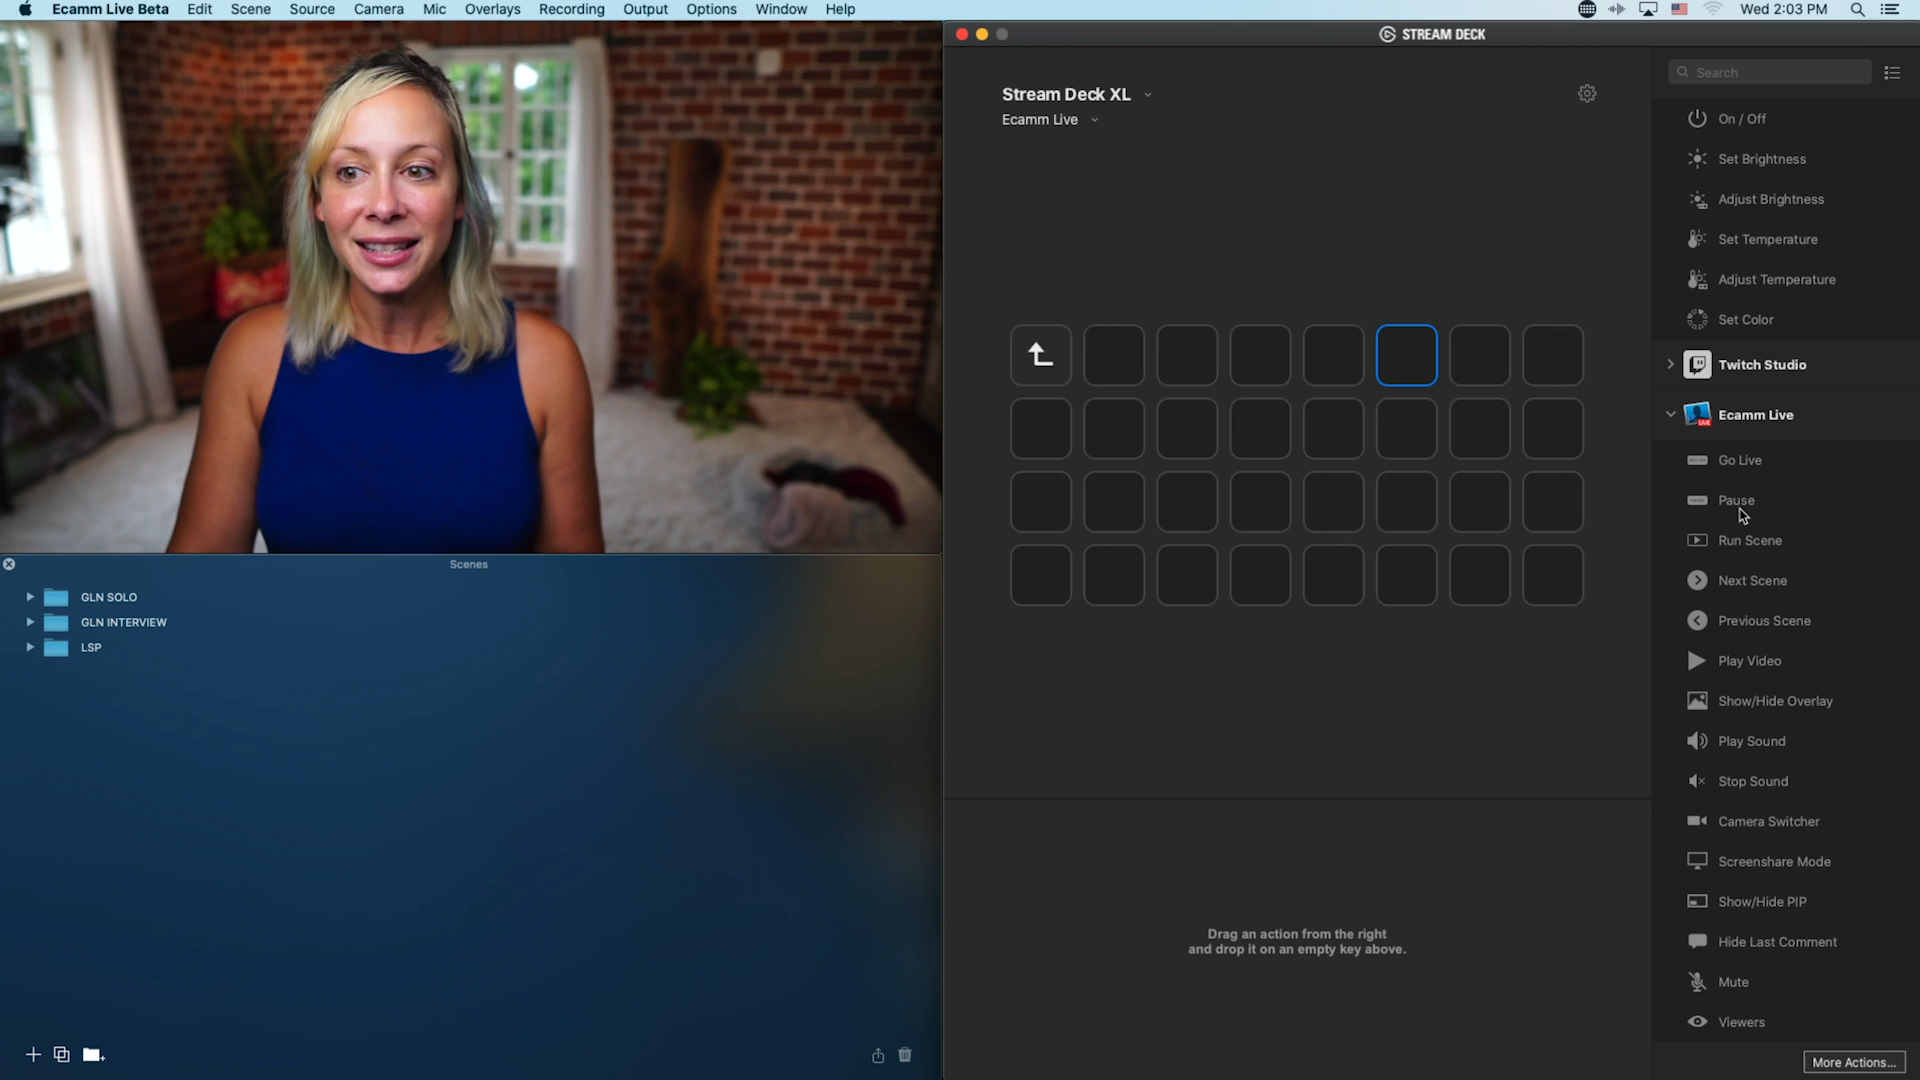 Ecamm Live Beta Edit Scene Source Camera Mic Overlays Recording Output Options Window Help
Wed 2:03 PM
STREAM DECK
Stream Deck XL
Ecamm Live
Drag an action from the right
and drop it on an empty key above.
Search
On / Off
Set Brightness
Adjust Brightness
Set Temperature
Adjust Temperature
Set Color
Twitch Studio
Ecamm Live
Go Live
Pause
Run Scene
Next Scene
Previous Scene
Play Video
Show/Hide Overlay
Play Sound
Stop Sound
Camera Switcher
Screenshare Mode
Show/Hide PIP
Hide Last Comment
Mute
Viewers
More Actions...
Scenes
GLN SOLO
GLN INTERVIEW
LSP